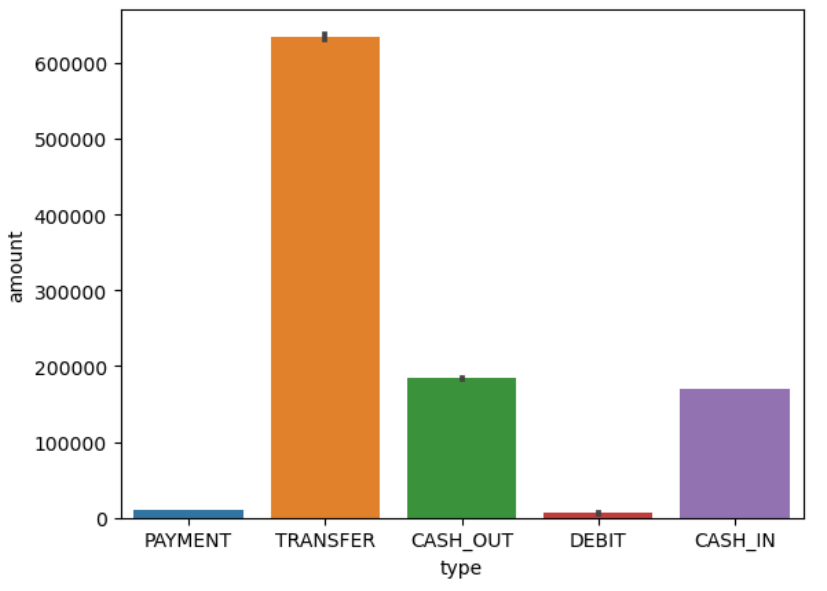 600000
500000
400000
300000
200000
100000
0
amount
PAYMENT TRANSFER CASH_OUT DEBIT CASH_IN
type